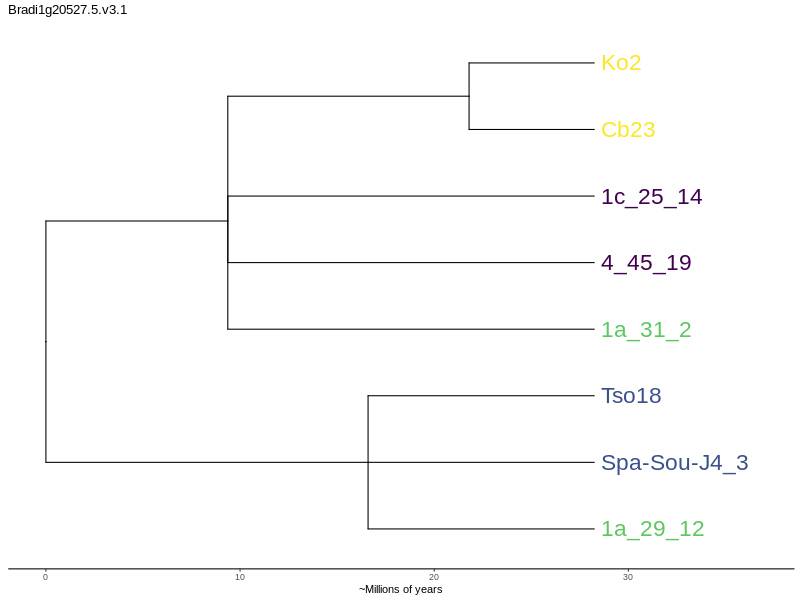 Bradi1g20527.5.v3.1
Ko2
Cb23
1c_25_14
4_45_19
1a_31_2
Tso18
Spa-Sou-J4_3
1a_29_12
0 10 20 30
~Millions of years